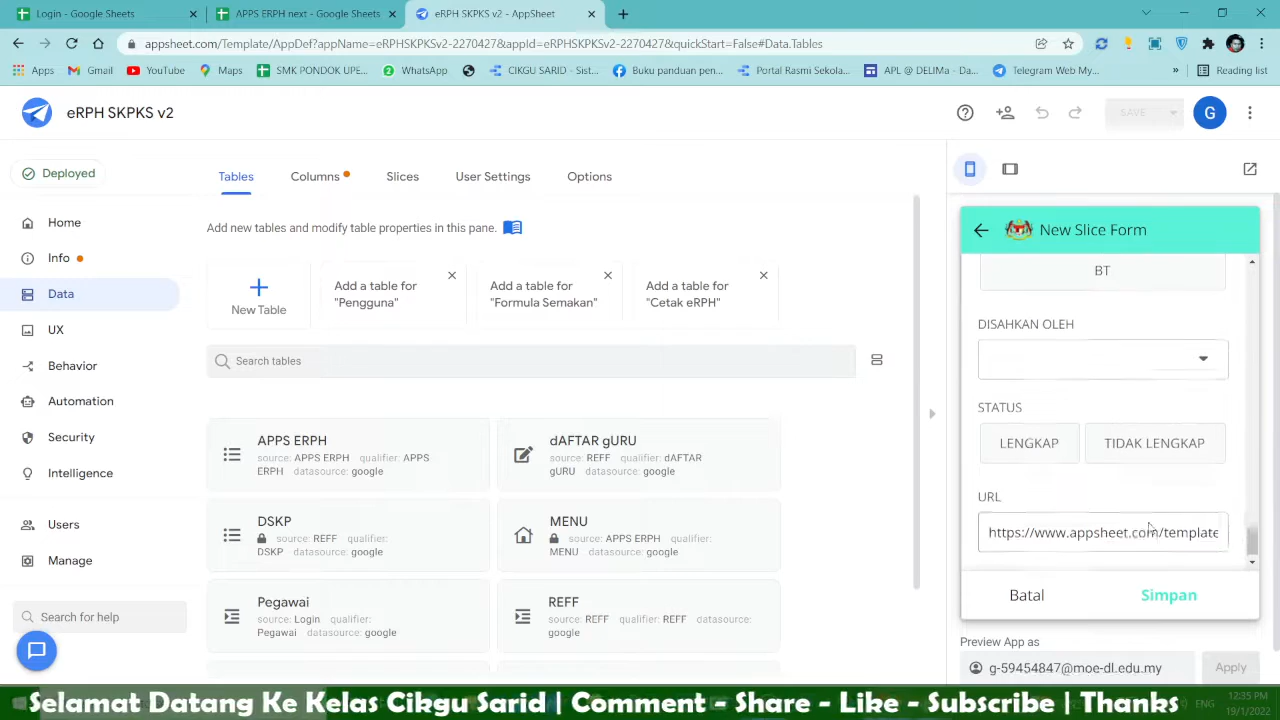 Login - Google Sheets
APPS ERPH next - Google Sheets
eRPH SKPKS v2 - AppSheet
appsheet.com/Template/AppDef?appName=eRPHSKPKSv2-2270427&appId=eRPHSKPKSv2-2270427&quickStart=False#Data.Tables
Apps
Gmail
YouTube
Maps
SMK PONDOK UPE...
WhatsApp
CIKGU SARID - Sist...
Buku panduan pen...
Portal Rasmi Sekola...
APL @ DELIMa - Da...
Telegram Web My...
»
Reading list
eRPH SKPKS v2
SAVE
G
Deployed
Home
Info
Data
UX
Behavior
Automation
Security
Intelligence
Users
Manage
Search for help
Tables
Columns
Slices
User Settings
Options
Add new tables and modify table properties in this pane.
New Table
Add a table for
"Pengguna"
Add a table for
"Formula Semakan"
Add a table for
"Cetak eRPH"
Search tables
APPS ERPH
source: APPS ERPH qualifier: APPS
ERPH datasource: google
dAFTAR gURU
source: REFF qualifier: dAFTAR
gURU datasource: google
DSKP
source: REFF qualifier:
DSKP datasource: google
MENU
source: APPS ERPH qualifier:
MENU datasource: google
Pegawai
source: Login qualifier:
Pegawai datasource: google
REFF
source: REFF qualifier: REFF datasource:
google
New Slice Form
BT
DISAHKAN OLEH
STATUS
LENGKAP
TIDAK LENGKAP
URL
https://www.appsheet.com/template
Batal
Simpan
Preview App as
g-59454847@moe-dl.edu.my
Apply
Selamat Datang Ke Kelas Cikgu Sarid | Comment - Share - Like - Subscribe | Thanks
ENG
12:35 PM
19/1/2022